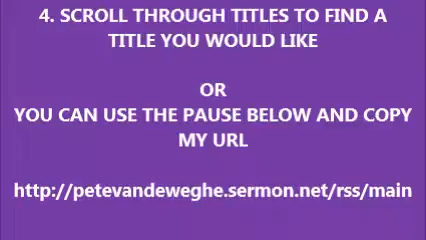 4. SCROLL THROUGH TITLES TO FIND A
TITLE YOU WOULD LIKE
OR
YOU CAN USE THE PAUSE BELOW AND COPY
MY URL
http://petevandeweghe.sermon.net/rss/main